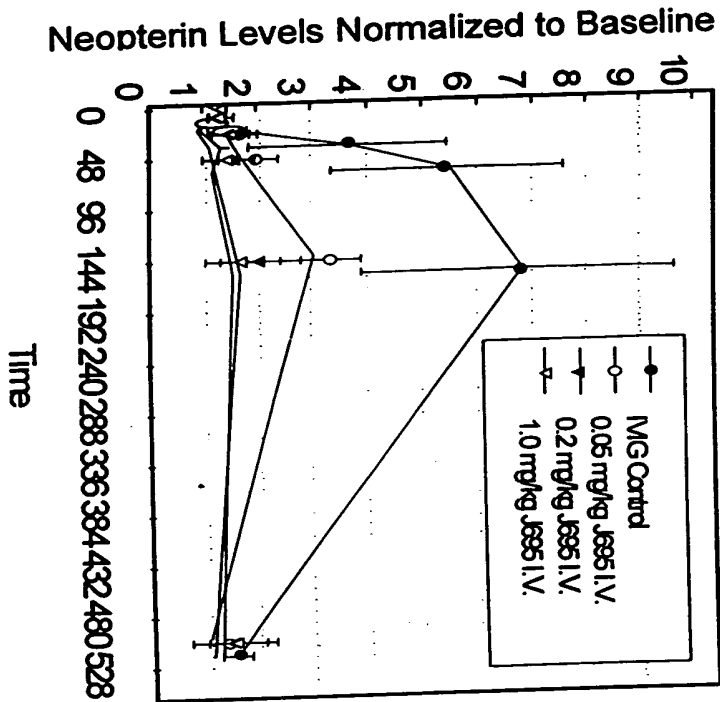 Neopterin Levels Normalized to Baseline
0 1 2 3 4 5 6 7 8 9 10
0 48 96 144 192 240 288 336 384 432 480 528
Time
IVIG Control
0.05 mg/kg J695 I.V.
0.2 mg/kg J695 I.V.
1.0 mg/kg J695 I.V.